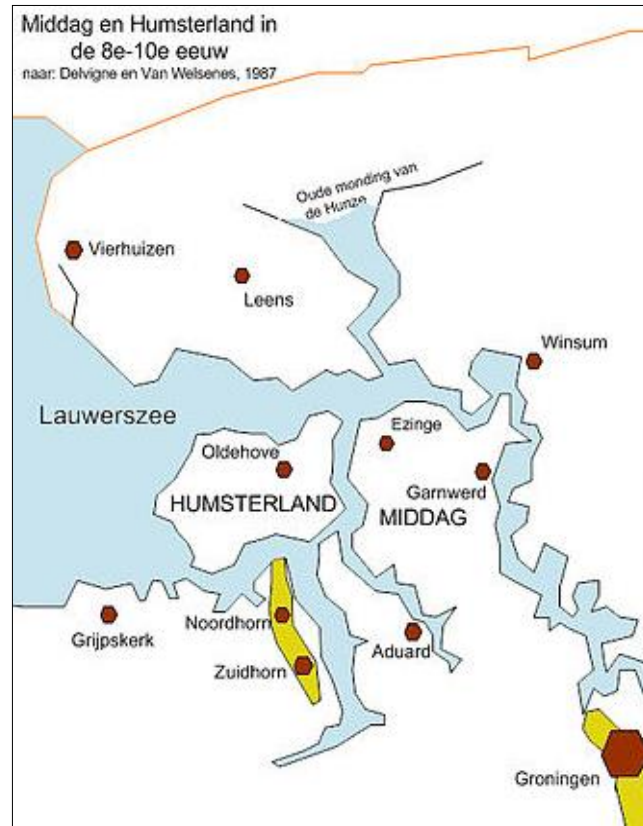 Middag en Humsterland in
de 8e-10e eeuw
naar: Delvigne en Van Welsenes, 1987
Oude monding van
de Hunze
Vierhuizen
Leens
Winsum
Lauwerszee
Ezinge
Oldehove
Garnwerd
HUMSTERLAND
MIDDAG
Noordhorn
Grijpskerk
Aduard
Zuidhorn
Groningen